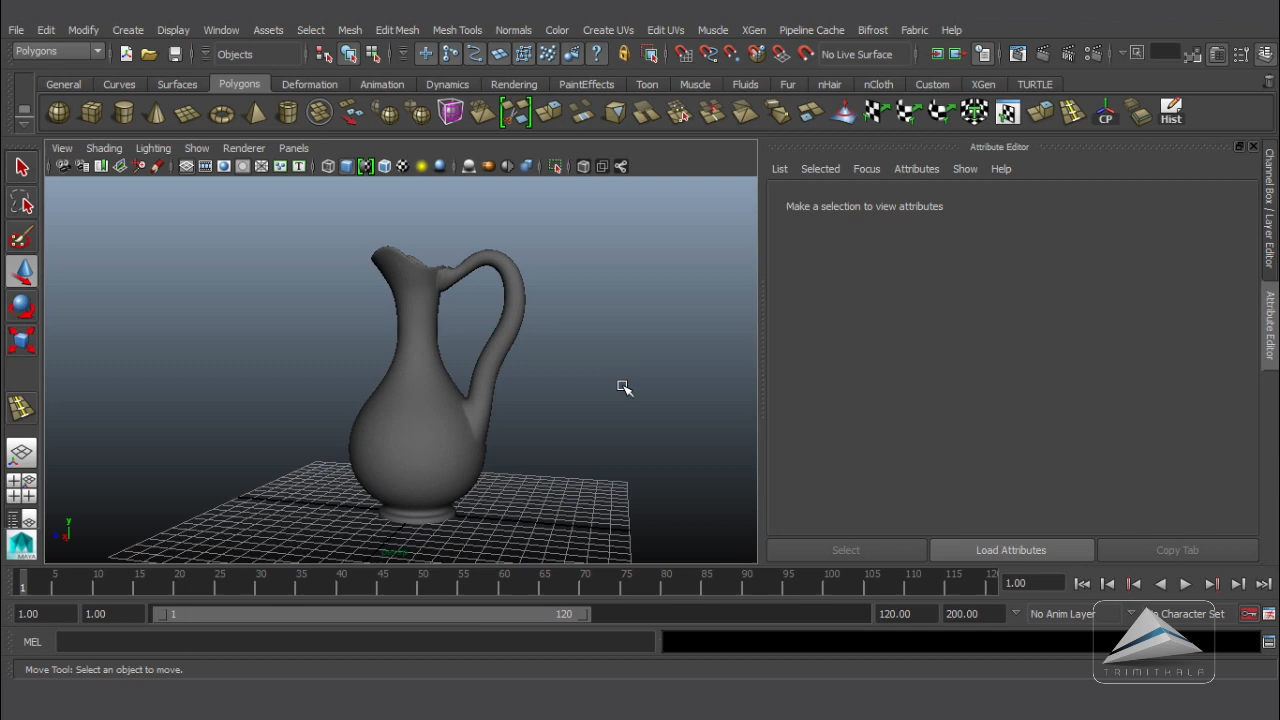 File Edit Modify Create Display Window Assets Select Mesh Edit Mesh Mesh Tools Normals Color Create UVs Edit UVs Muscle XGen Pipeline Cache Bifrost Fabric Help
Polygons Objects No Live Surface
General Curves Surfaces Polygons Deformation Animation Dynamics Rendering PaintEffects Toon Muscle Fluids Fur nHair nCloth Custom XGen TURTLE
CP Hist
View Shading Lighting Show Renderer Panels
Attribute Editor
List Selected Focus Attributes Show Help
Make a selection to view attributes
Channel Box / Layer Editor
Attribute Editor
y
x
MAYA
Select Load Attributes Copy Tab
1 5 10 15 20 25 30 35 40 45 50 55 60 65 70 75 80 85 90 95 100 105 110 115 12 1.00
1.00 1.00 1 120 120.00 200.00 No Anim Layer No Character Set
MEL
Move Tool: Select an object to move.
TRIMITHALA